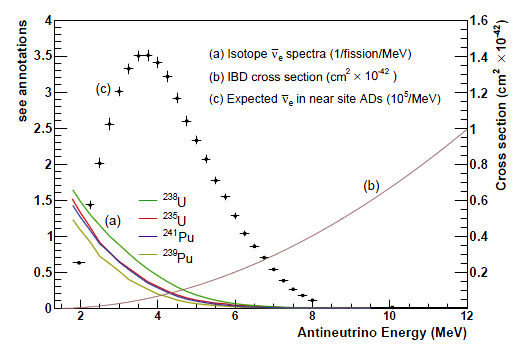 4
3.5
3
2.5
2
1.5
1
0.5
0
see annotations
(a) Isotope ν̅e spectra (1/fission/MeV)
(b) IBD cross section (cm² × 10⁻⁴²)
(c) Expected ν̅e in near site ADs (10⁵/MeV)
(c)
(b)
(a)
²³⁸U
²³⁵U
²⁴¹Pu
²³⁹Pu
1.6
1.4
1.2
1
0.8
0.6
0.4
0.2
Cross section (cm² × 10⁻⁴²)
2 4 6 8 10 12
Antineutrino Energy (MeV)